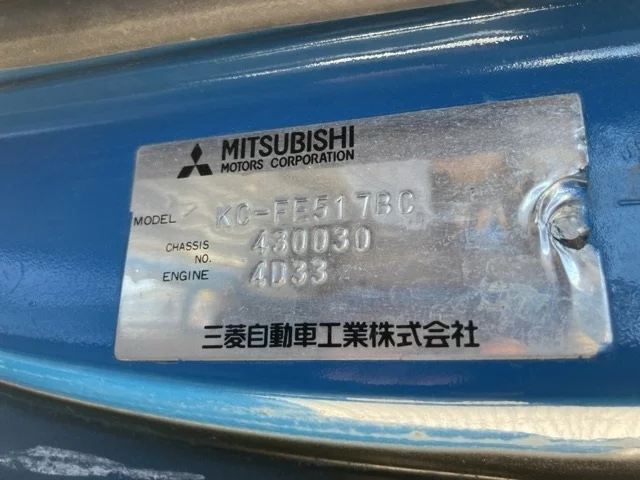 MITSUBISHI
MOTORS CORPORATION
MODEL KC-FE517BC
CHASSIS NO. 430030
ENGINE 4D33
三菱自動車工業株式会社